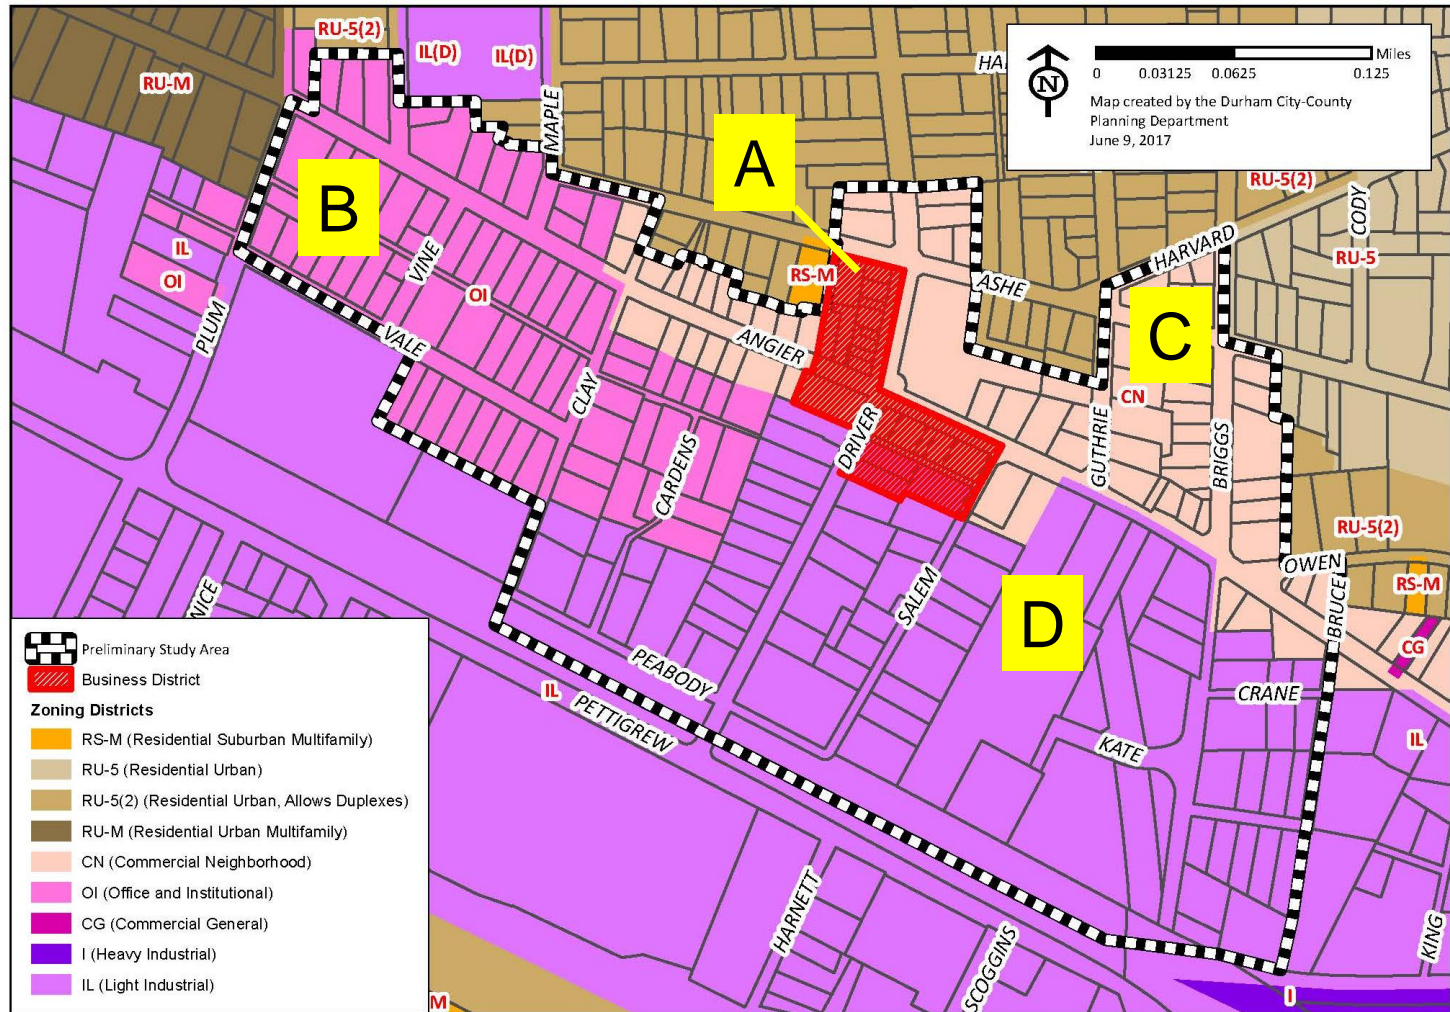 RU-5(2)
IL(D)
IL(D)
RU-M
MAPLE
HA
N
Miles
0 0.03125 0.0625 0.125
Map created by the Durham City-County
Planning Department
June 9, 2017
A
RU-5(2)
B
CODY
HARVARD
IL
VINE
RS-M
ASHE
RU-5
OI
OI
PLUM
VALE
ANGIER
C
CLAY
CN
DRIVER
GUTHRIE
BRIGGS
CARDENS
RU-5(2)
OWEN
NICE
SALEM
D
BRUCE
RS-M
CG
PEABODY
IL
PETTIGREW
CRANE
KATE
IL
HARNETT
SCOGGINS
KING
I
M
Preliminary Study Area
Business District
Zoning Districts
RS-M (Residential Suburban Multifamily)
RU-5 (Residential Urban)
RU-5(2) (Residential Urban, Allows Duplexes)
RU-M (Residential Urban Multifamily)
CN (Commercial Neighborhood)
OI (Office and Institutional)
CG (Commercial General)
I (Heavy Industrial)
IL (Light Industrial)